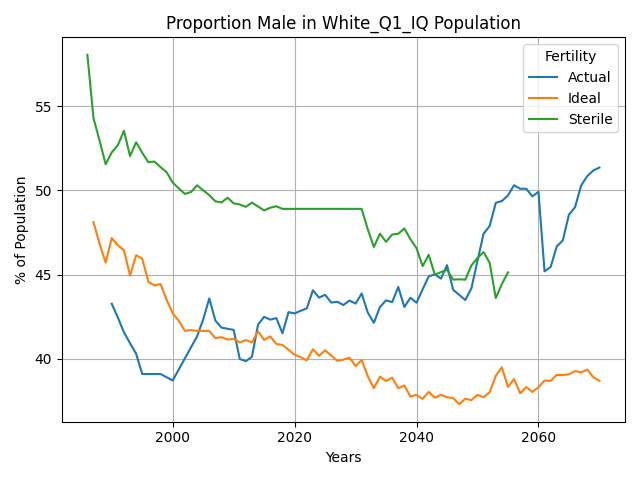 Proportion Male in White_Q1_IQ Population
Fertility
Actual
Ideal
Sterile
% of Population
55
50
45
40
2000
2020
2040
2060
Years